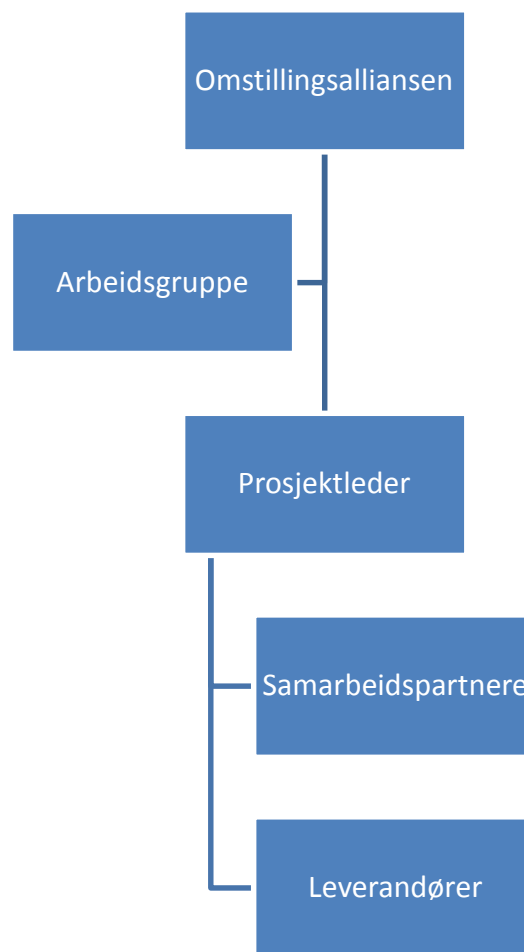 Omstillingsalliansen
Arbeidsgruppe
Prosjektleder
Samarbeidspartnere
Leverandører